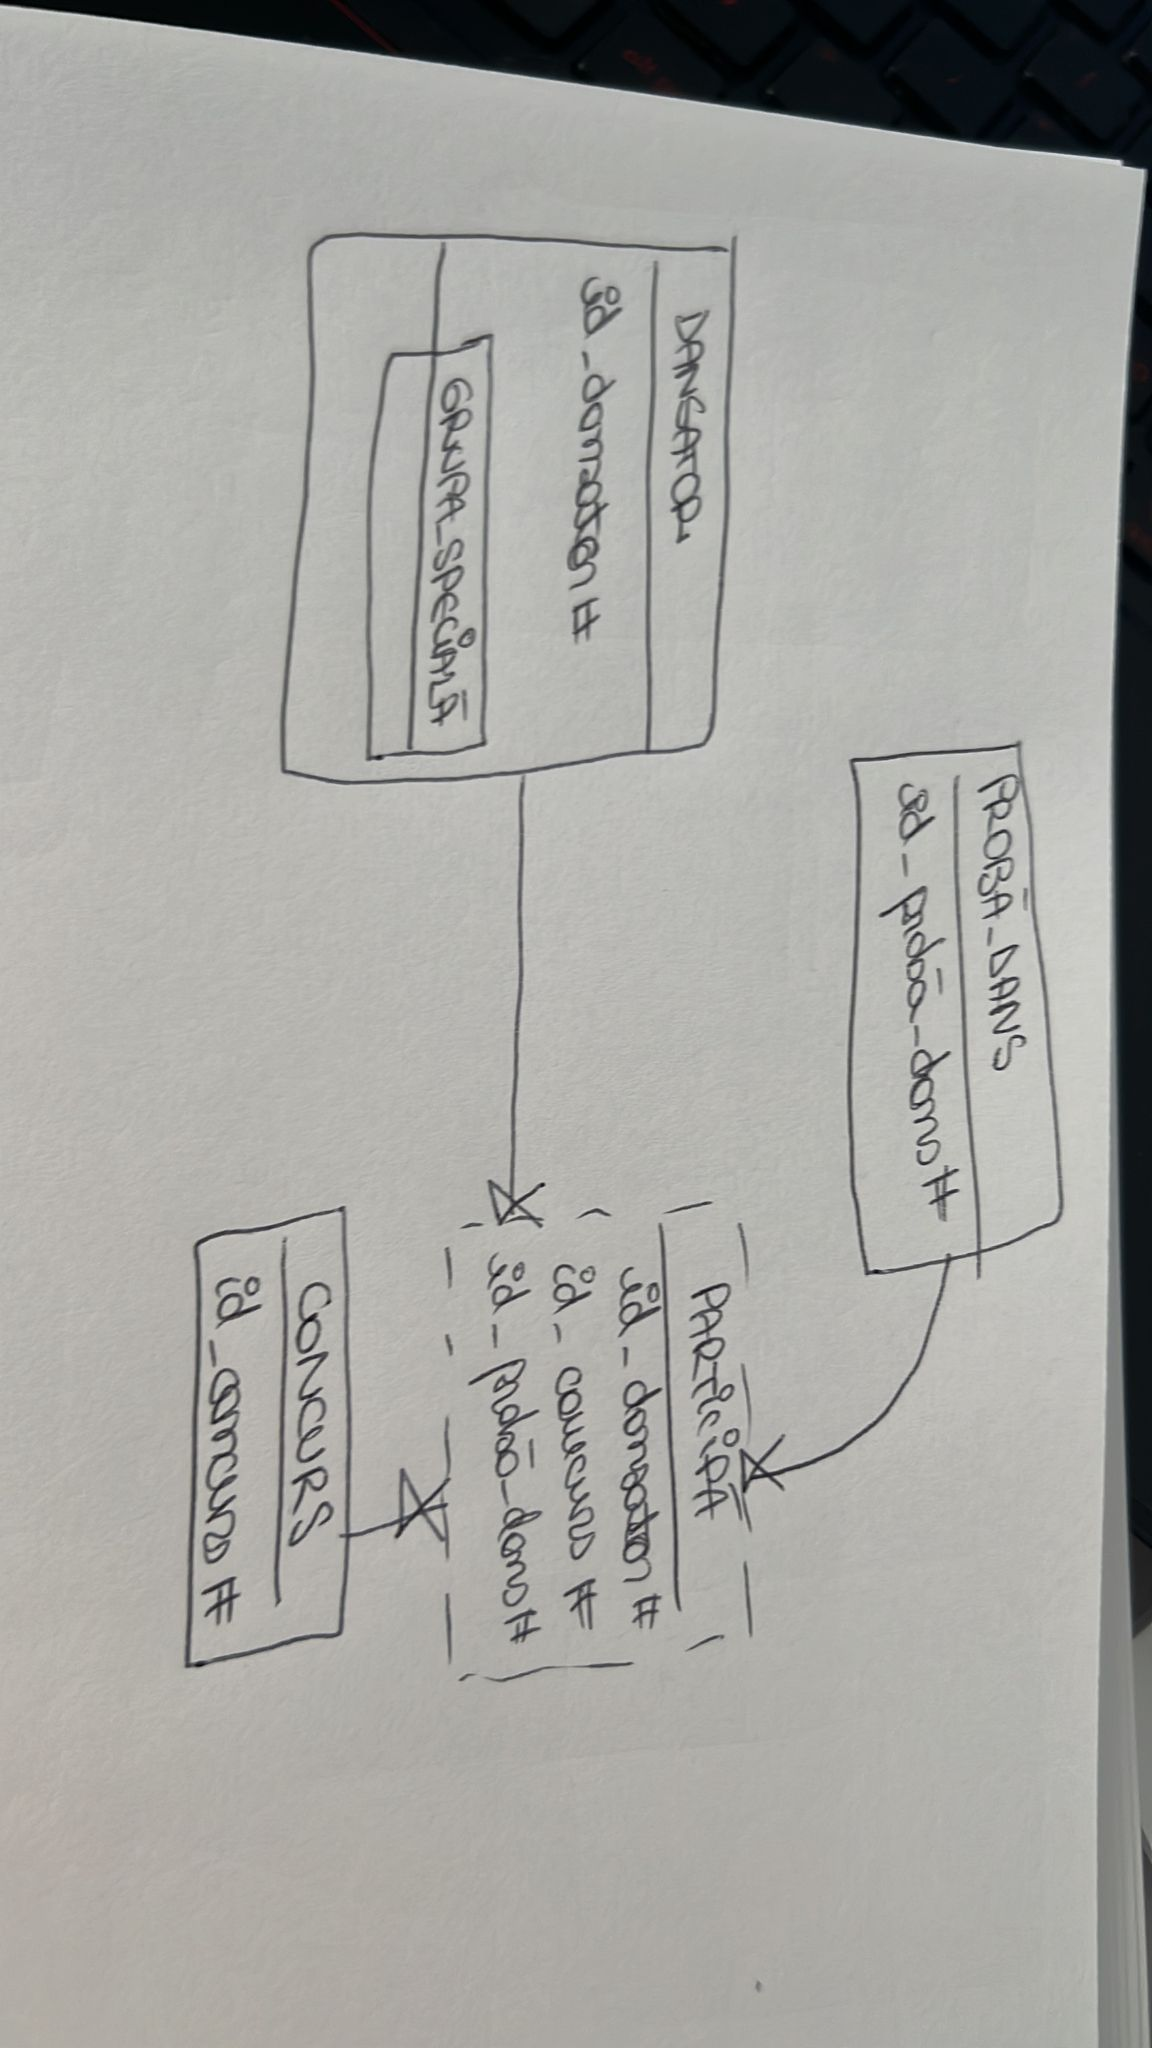 PROBĂ_DANS
id_probă_dans #
DANSATOR
id_dansator #
GRUPA_SPECIALĂ
PARTICIPĂ
id_dansator #
id_concurs #
id_probă_dans #
CONCURS
id_concurs #